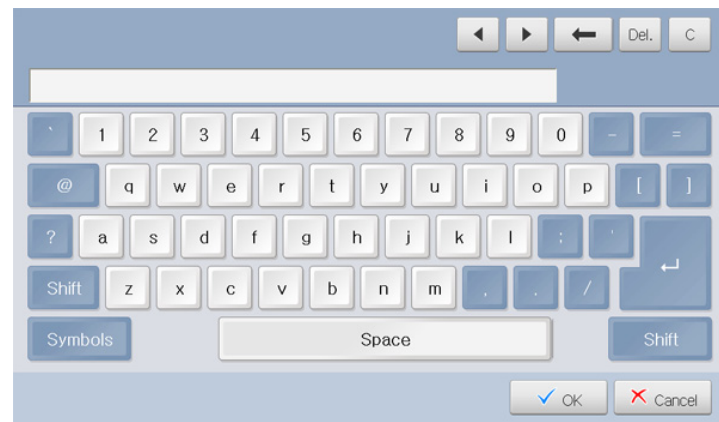 Del. C
` 1 2 3 4 5 6 7 8 9 0 - =
@ q w e r t y u i o p [ ]
? a s d f g h j k l ; '
Shift z x c v b n m , . /
Symbols Space Shift
OK Cancel